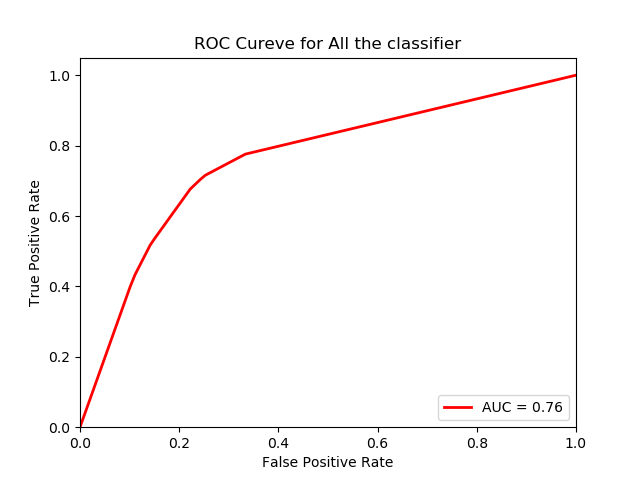 ROC Cureve for All the classifier
1.0
0.8
0.6
0.4
0.2
0.0
True Positive Rate
AUC = 0.76
0.0 0.2 0.4 0.6 0.8 1.0
False Positive Rate